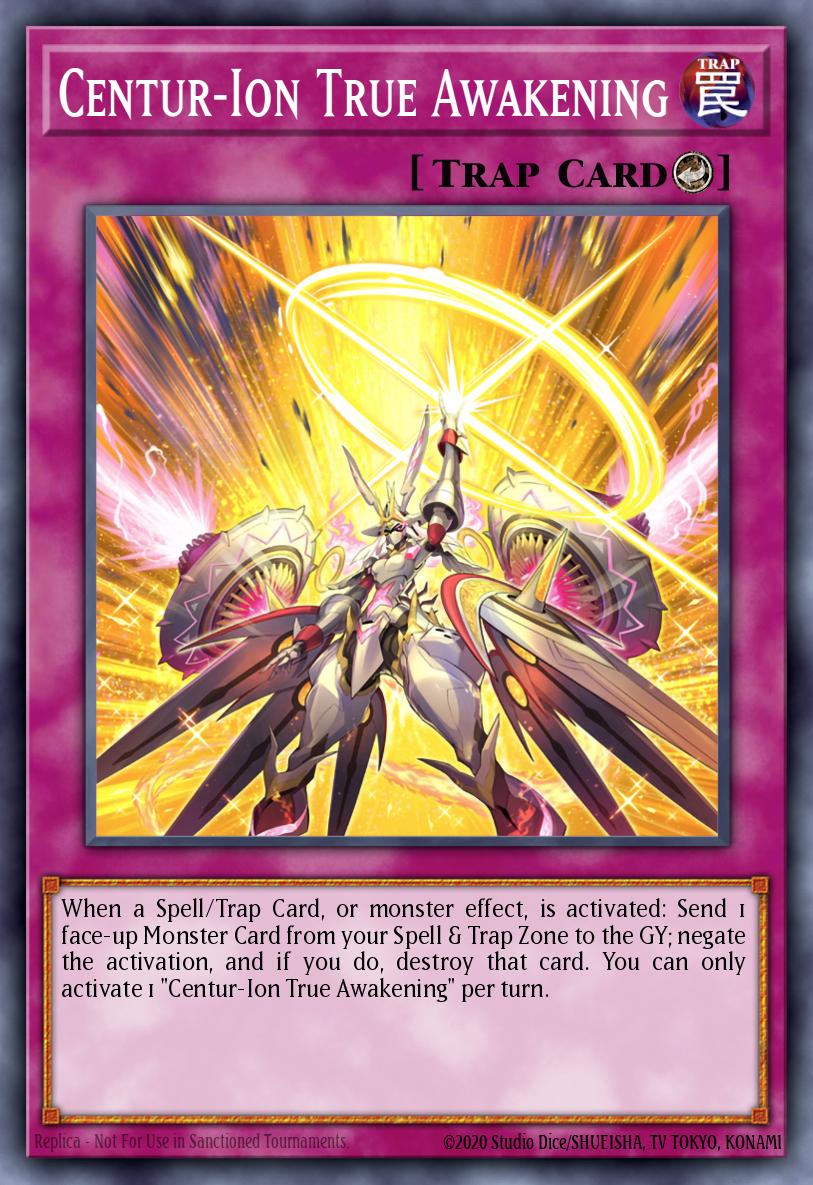 Centur-Ion True Awakening
TRAP
罠
[ Trap Card ]
When a Spell/Trap Card, or monster effect, is activated: Send 1
face-up Monster Card from your Spell & Trap Zone to the GY; negate
the activation, and if you do, destroy that card. You can only
activate 1 "Centur-Ion True Awakening" per turn.
Replica - Not For Use in Sanctioned Tournaments.
©2020 Studio Dice/SHUEISHA, TV TOKYO, KONAMI